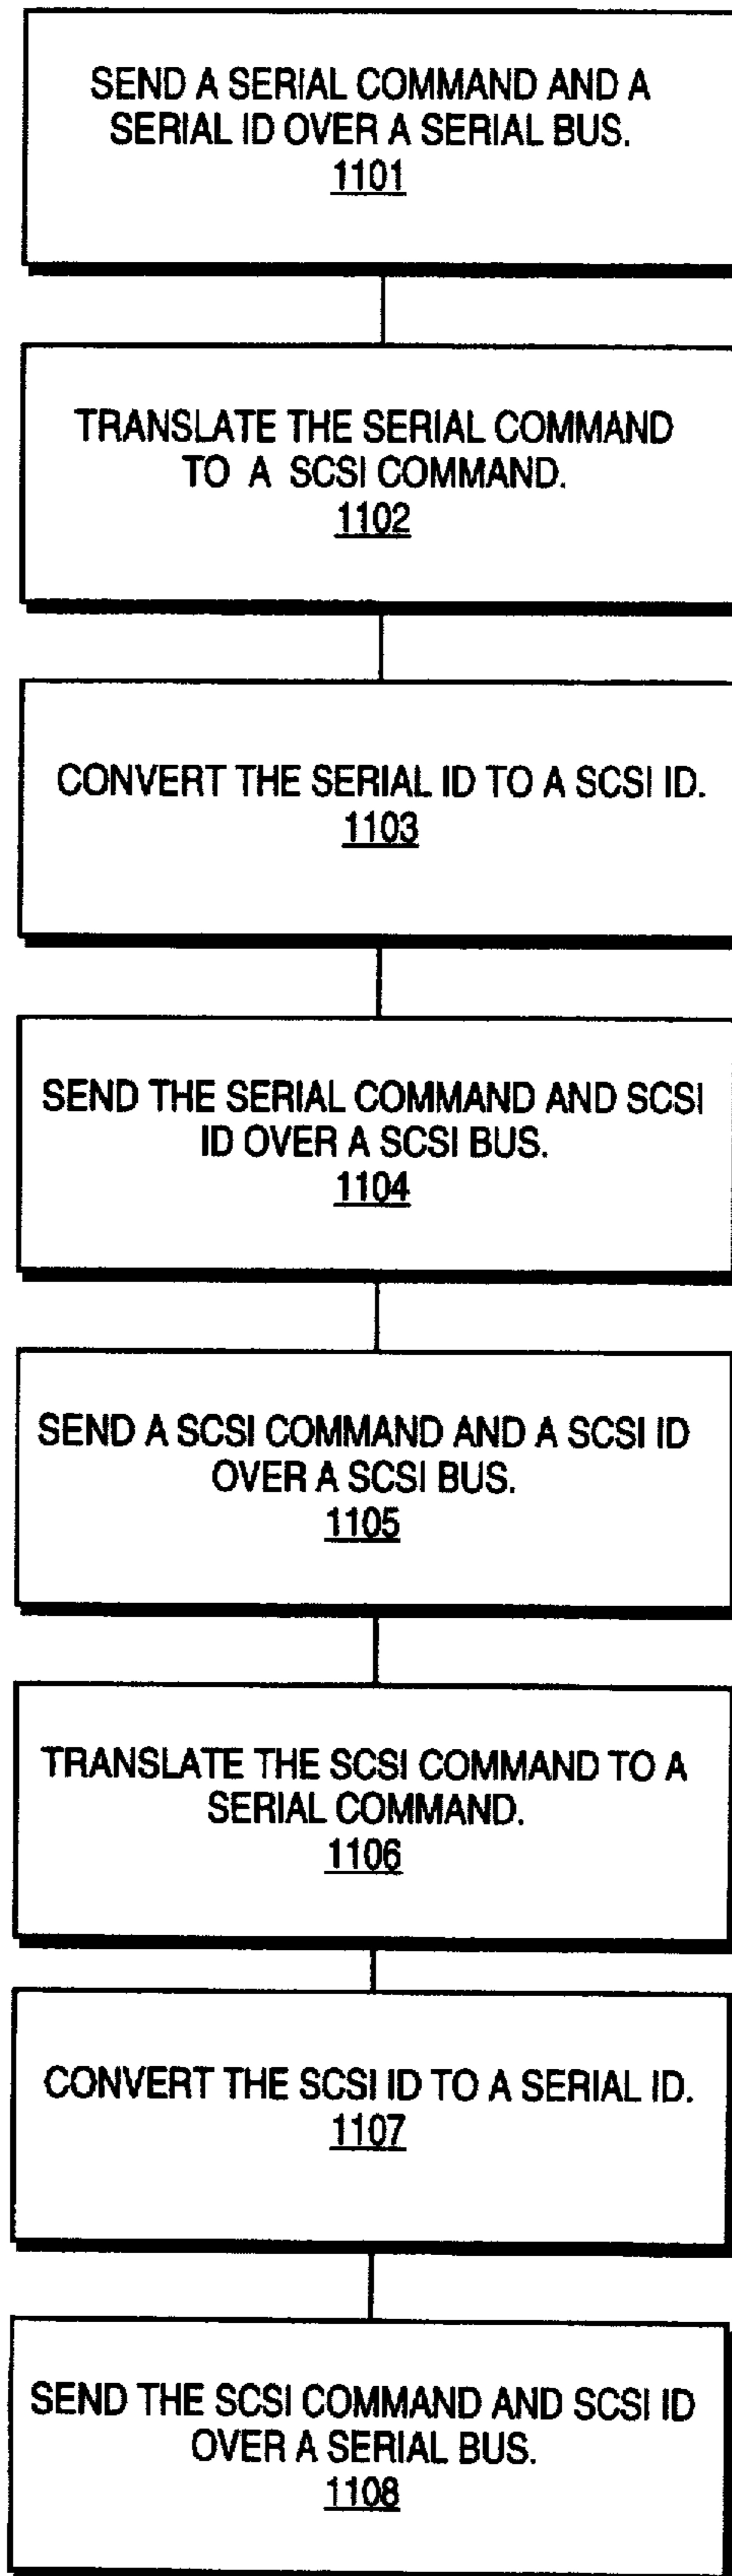 SEND A SERIAL COMMAND AND A
SERIAL ID OVER A SERIAL BUS.
1101
TRANSLATE THE SERIAL COMMAND
TO A SCSI COMMAND.
1102
CONVERT THE SERIAL ID TO A SCSI ID.
1103
SEND THE SERIAL COMMAND AND SCSI
ID OVER A SCSI BUS.
1104
SEND A SCSI COMMAND AND A SCSI ID
OVER A SCSI BUS.
1105
TRANSLATE THE SCSI COMMAND TO A
SERIAL COMMAND.
1106
CONVERT THE SCSI ID TO A SERIAL ID.
1107
SEND THE SCSI COMMAND AND SCSI ID
OVER A SERIAL BUS.
1108